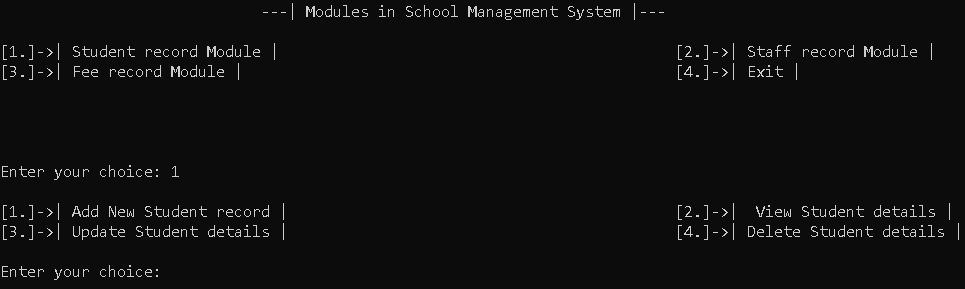 ---| Modules in School Management System |---
[1.]->| Student record Module | [2.]->| Staff record Module |
[3.]->| Fee record Module | [4.]->| Exit |
Enter your choice: 1
[1.]->| Add New Student record | [2.]->|  View Student details |
[3.]->| Update Student details | [4.]->| Delete Student details |
Enter your choice: